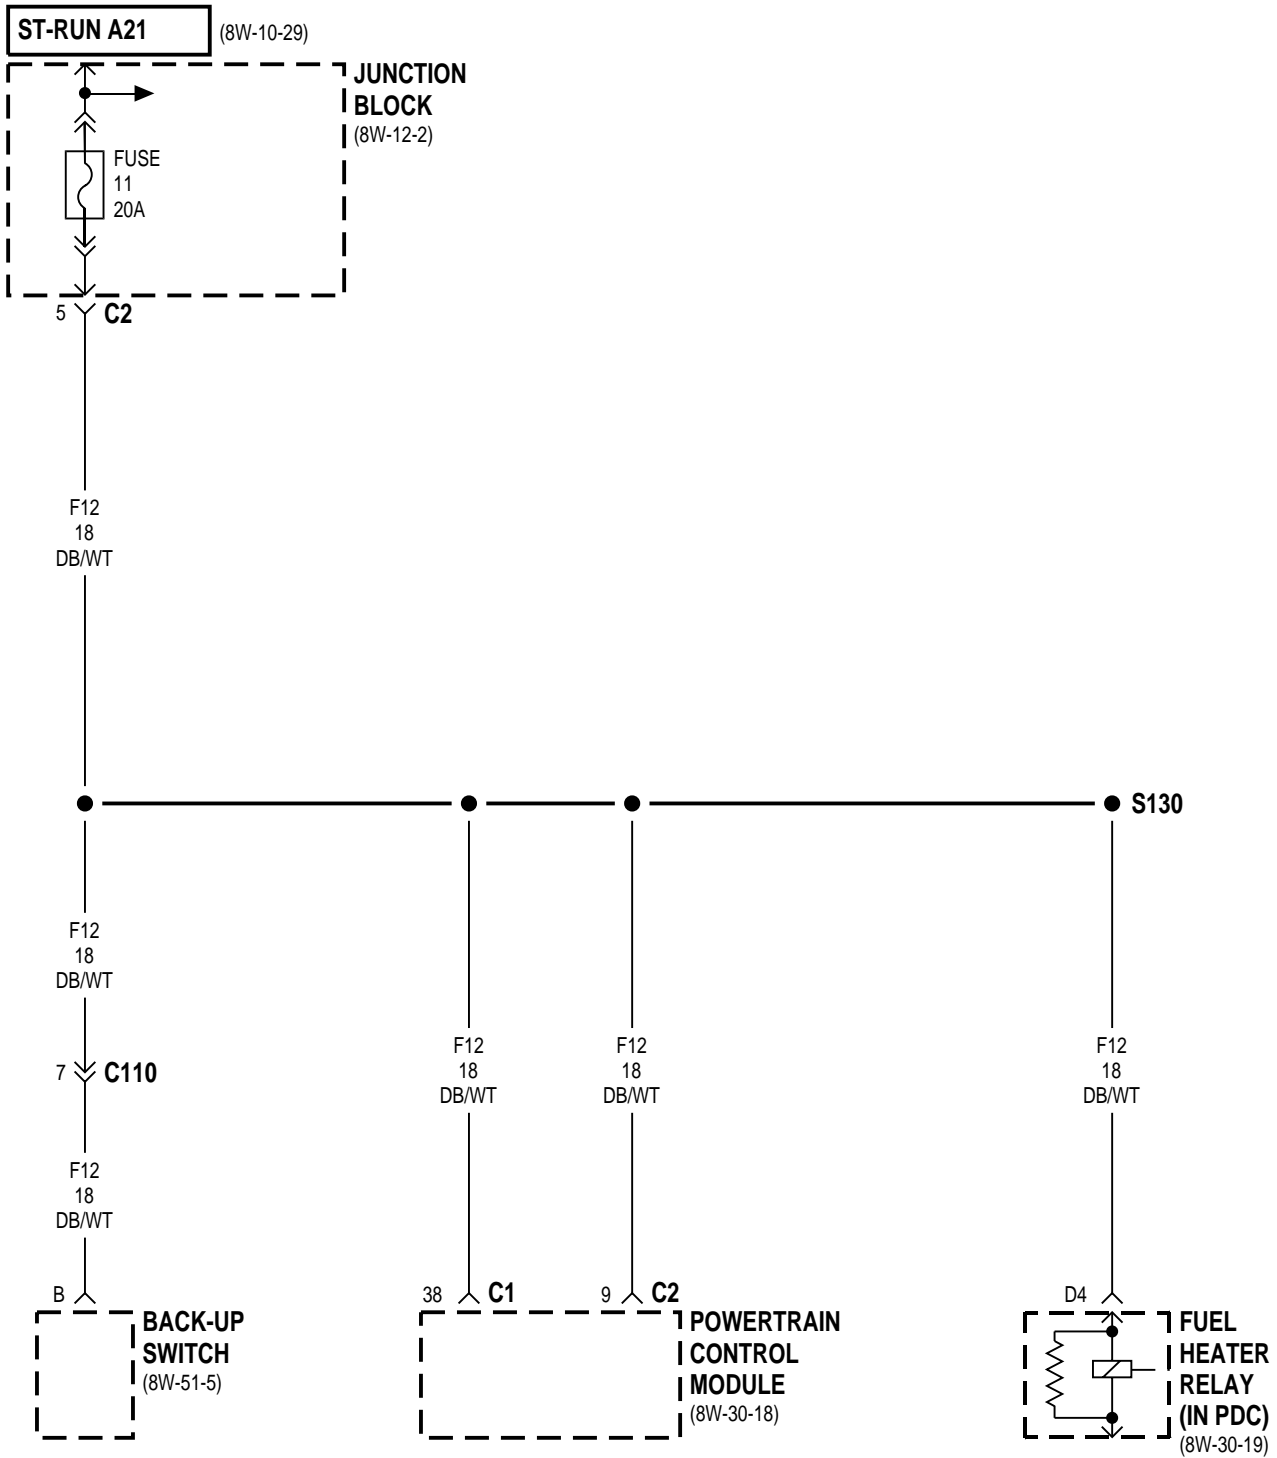 ST-RUN A21
(8W-10-29)
JUNCTION
BLOCK
(8W-12-2)
FUSE
11
20A
5
C2
F12
18
DB/WT
S130
F12
18
DB/WT
7
C110
F12
18
DB/WT
F12
18
DB/WT
F12
18
DB/WT
F12
18
DB/WT
B
BACK-UP
SWITCH
(8W-51-5)
38
C1
9
C2
POWERTRAIN
CONTROL
MODULE
(8W-30-18)
D4
FUEL
HEATER
RELAY
(IN PDC)
(8W-30-19)